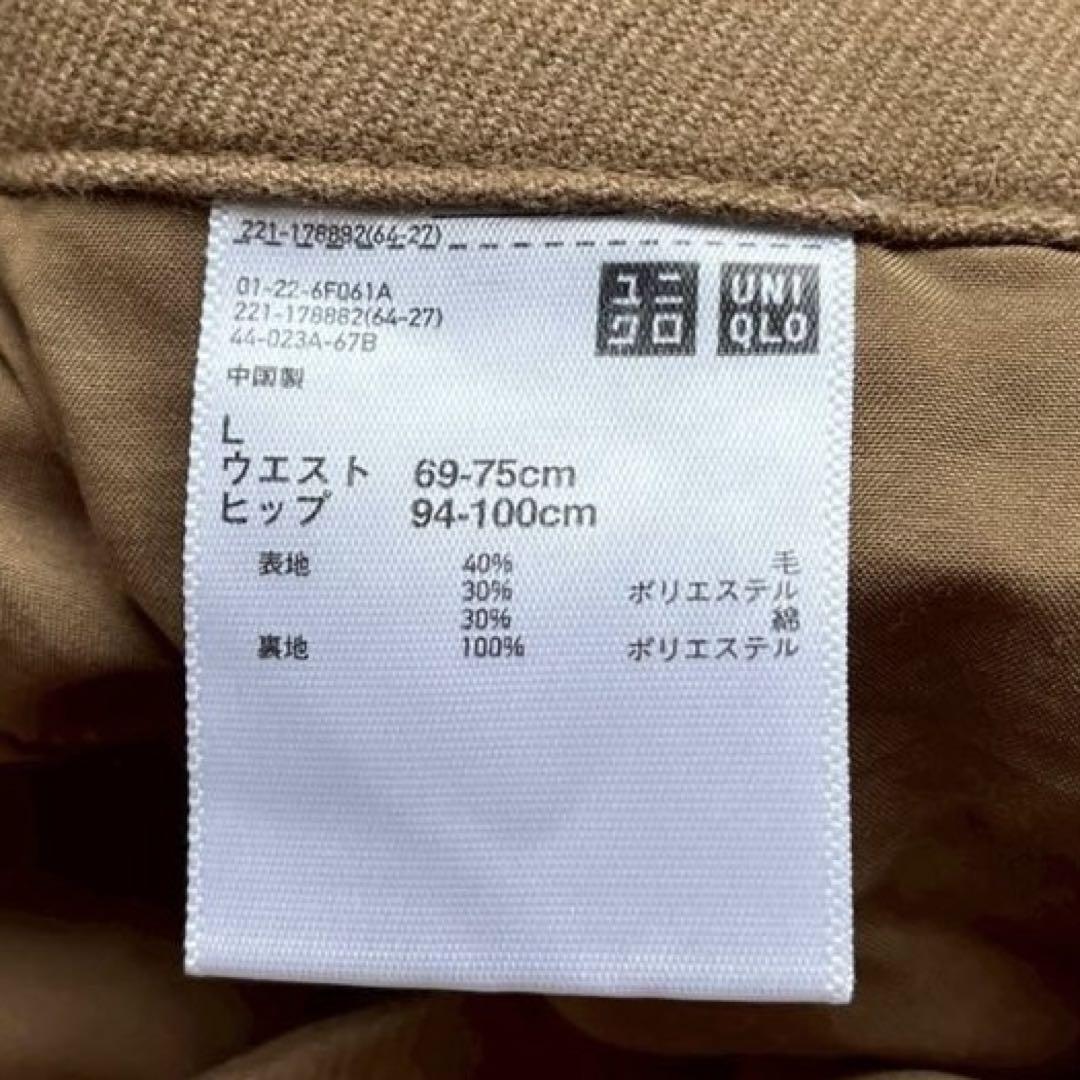 221-178882(64-27)
01-22-6F061A
221-178882(64-27)
44-023A-67B
ユニ
クロ
UNI
QLO
中国製
L
ウエスト 69-75cm
ヒップ 94-100cm
表地 40% 毛
30% ポリエステル
30% 綿
裏地 100% ポリエステル